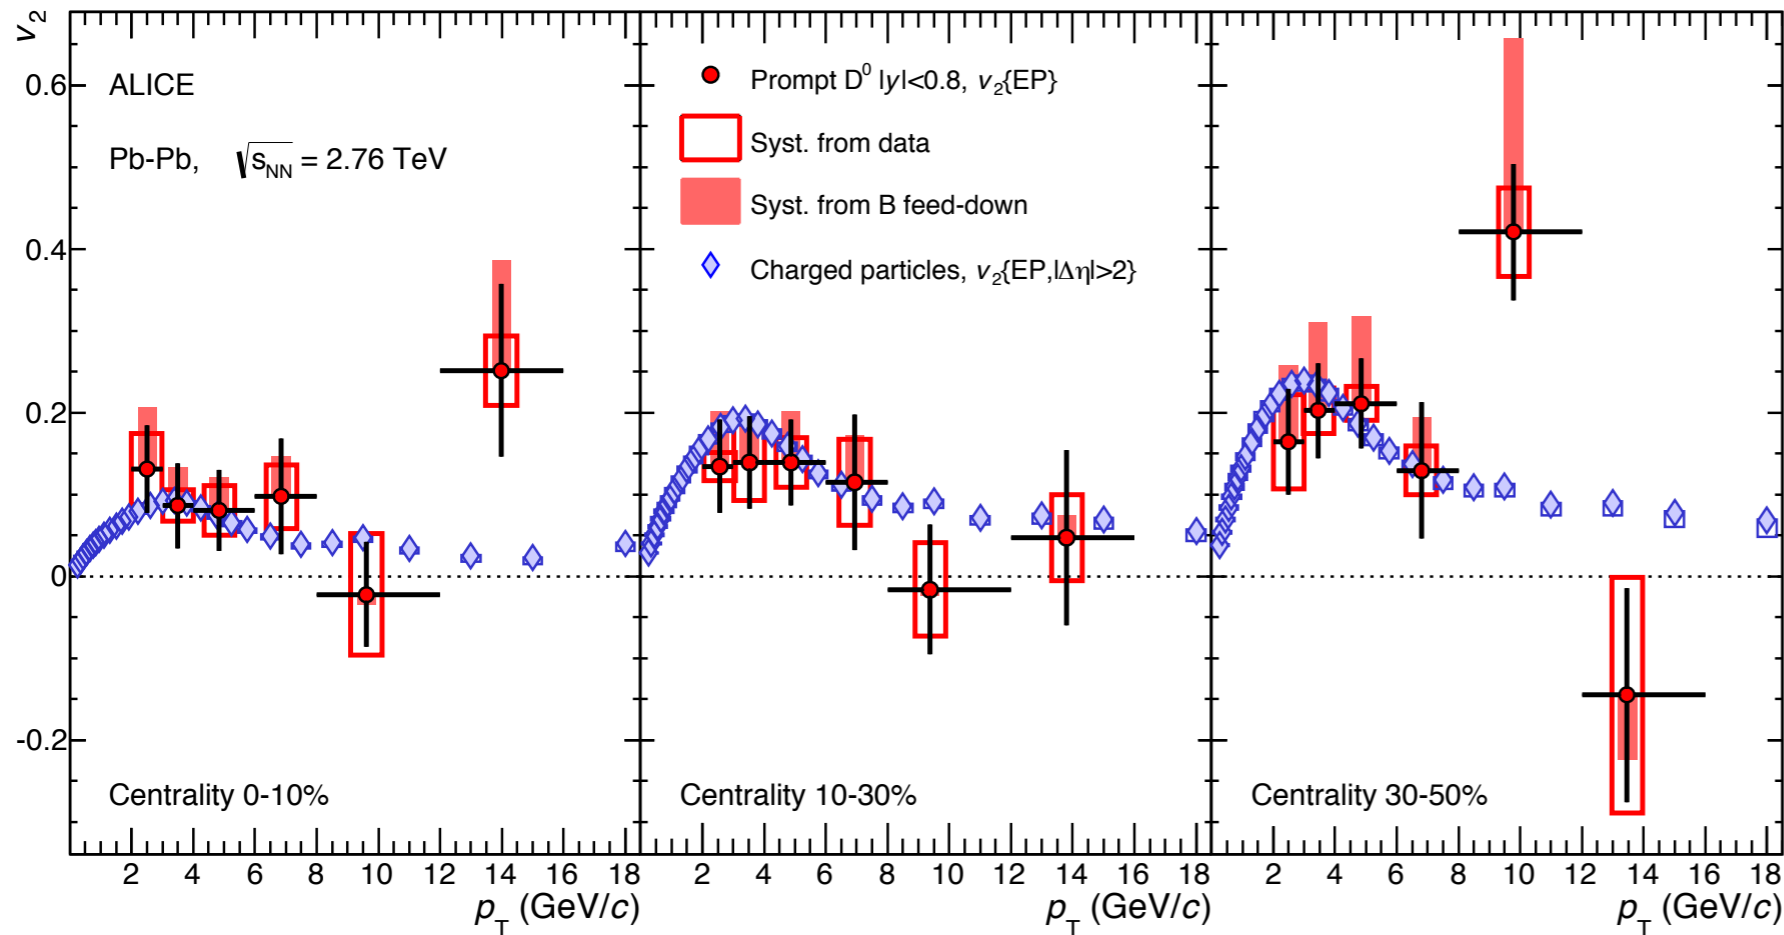 v2
ALICE
Pb-Pb, √sNN = 2.76 TeV
Prompt D0 |y|<0.8, v2{EP}
Syst. from data
Syst. from B feed-down
Charged particles, v2{EP,|Δη|>2}
0.6
0.4
0.2
0
-0.2
Centrality 0-10%
Centrality 10-30%
Centrality 30-50%
2 4 6 8 10 12 14 16 18
2 4 6 8 10 12 14 16 18
2 4 6 8 10 12 14 16 18
pT (GeV/c)
pT (GeV/c)
pT (GeV/c)